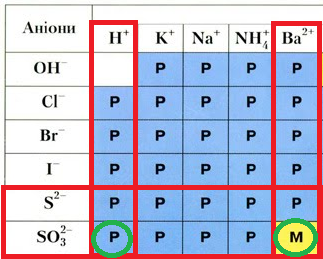 Аніони H⁺ K⁺ Na⁺ NH₄⁺ Ba²⁺
OH⁻ Р Р Р Р
Cl⁻ Р Р Р Р Р
Br⁻ Р Р Р Р Р
I⁻ Р Р Р Р Р
S²⁻ Р Р Р Р Р
SO₃²⁻ Р Р Р Р М